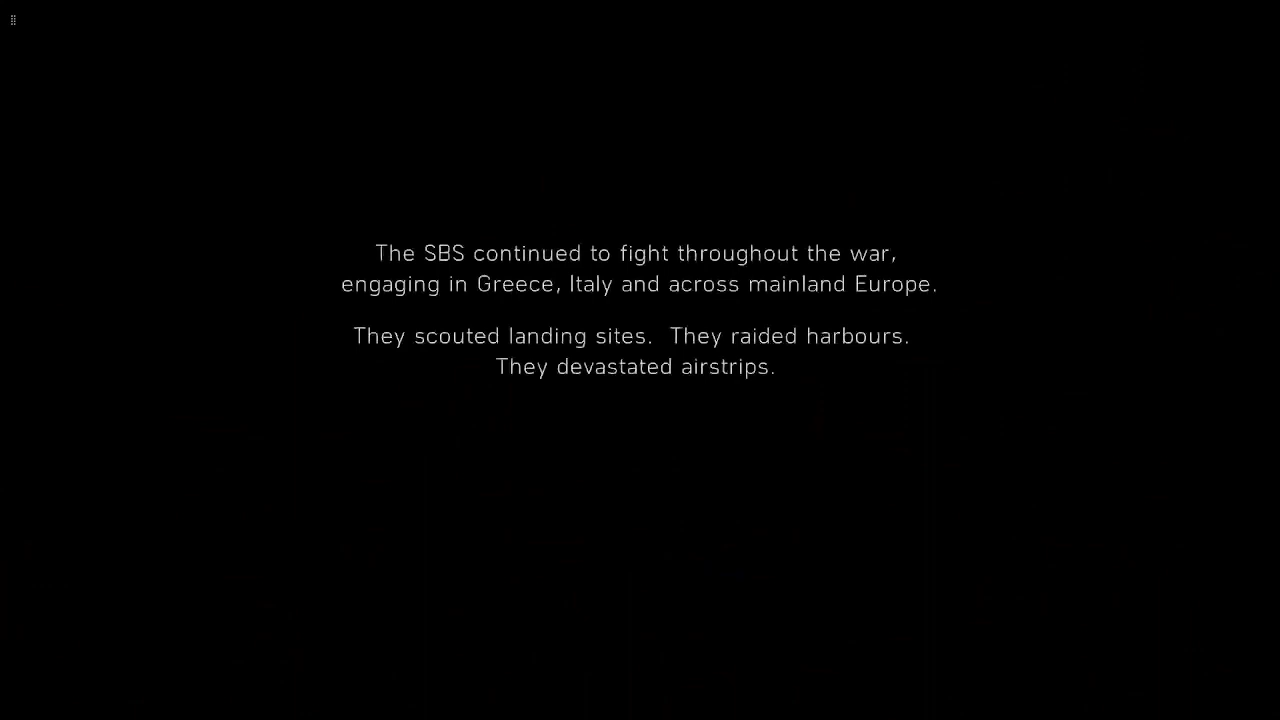 The SBS continued to fight throughout the war,
engaging in Greece, Italy and across mainland Europe.
They scouted landing sites.  They raided harbours.
They devastated airstrips.